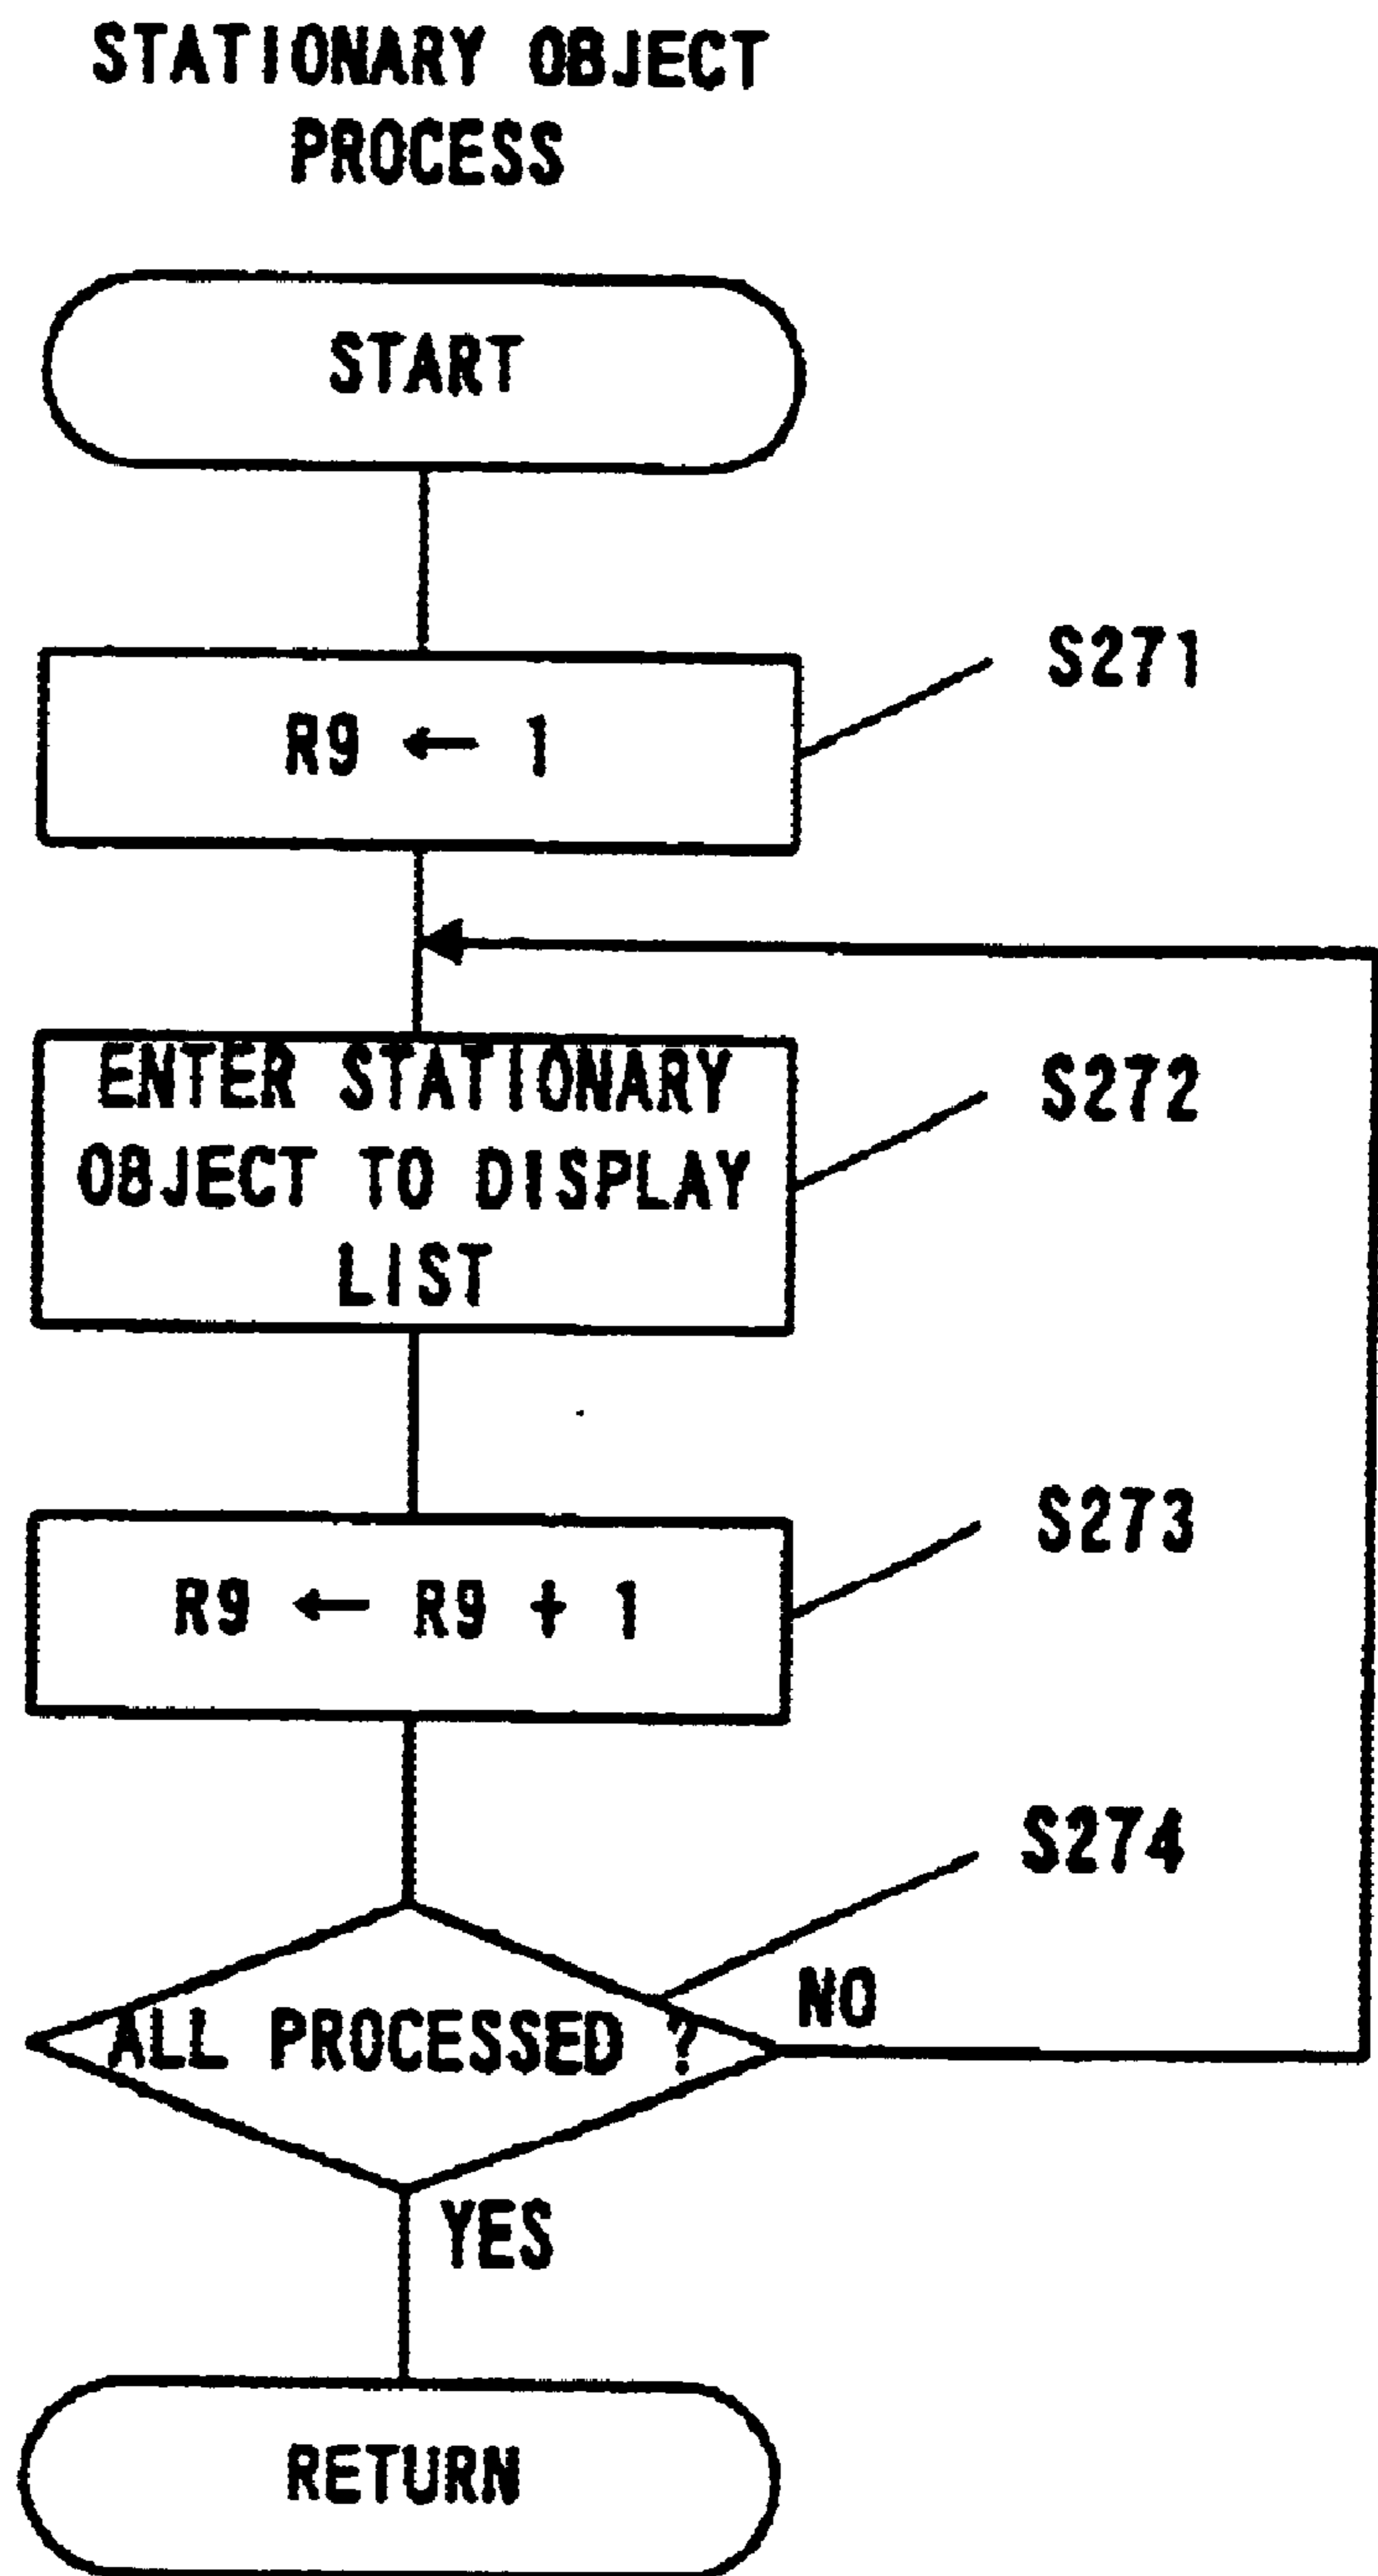 STATIONARY OBJECT
PROCESS
START
R9 ← 1
S271
ENTER STATIONARY
OBJECT TO DISPLAY
LIST
S272
R9 ← R9 + 1
S273
S274
ALL PROCESSED ?
NO
YES
RETURN